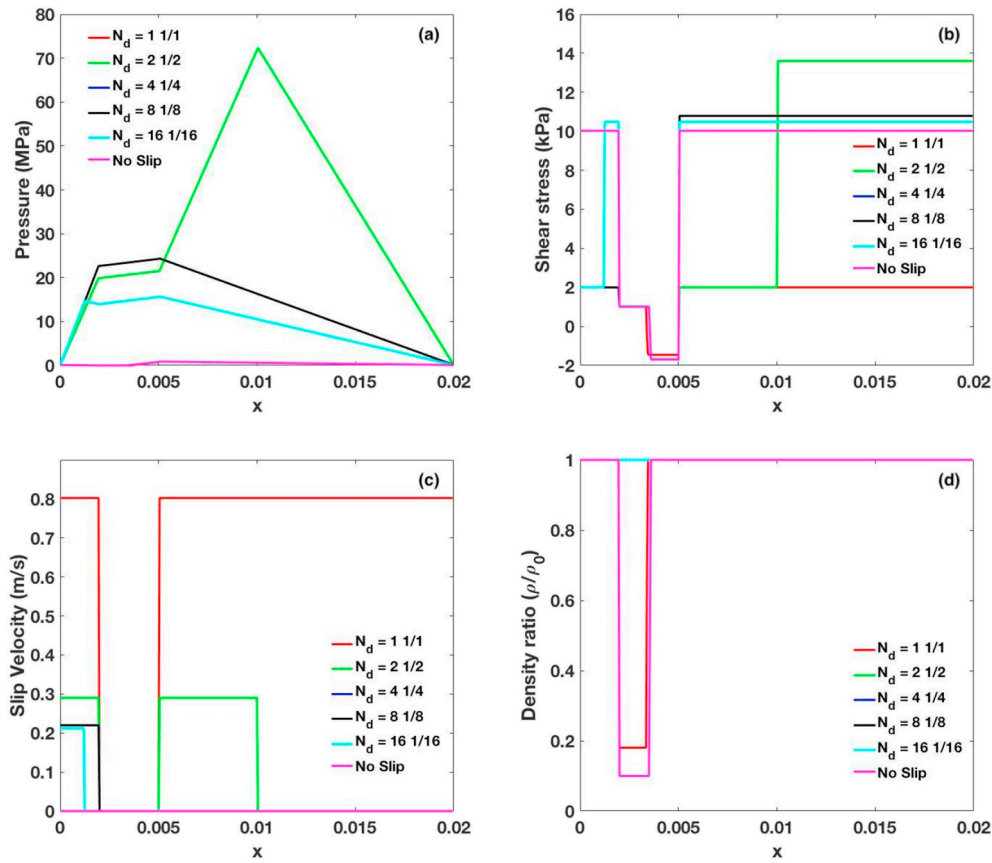 (a)
Pressure (MPa)
80
70
60
50
40
30
20
10
0
N_d = 1 1/1
N_d = 2 1/2
N_d = 4 1/4
N_d = 8 1/8
N_d = 16 1/16
No Slip
0 0.005 0.01 0.015 0.02
x
(b)
Shear stress (kPa)
16
14
12
10
8
6
4
2
0
-2
N_d = 1 1/1
N_d = 2 1/2
N_d = 4 1/4
N_d = 8 1/8
N_d = 16 1/16
No Slip
0 0.005 0.01 0.015 0.02
x
(c)
Slip Velocity (m/s)
0.8
0.7
0.6
0.5
0.4
0.3
0.2
0.1
0
N_d = 1 1/1
N_d = 2 1/2
N_d = 4 1/4
N_d = 8 1/8
N_d = 16 1/16
No Slip
0 0.005 0.01 0.015 0.02
x
(d)
Density ratio (ρ/ρ_0)
1
0.8
0.6
0.4
0.2
0
N_d = 1 1/1
N_d = 2 1/2
N_d = 4 1/4
N_d = 8 1/8
N_d = 16 1/16
No Slip
0 0.005 0.01 0.015 0.02
x